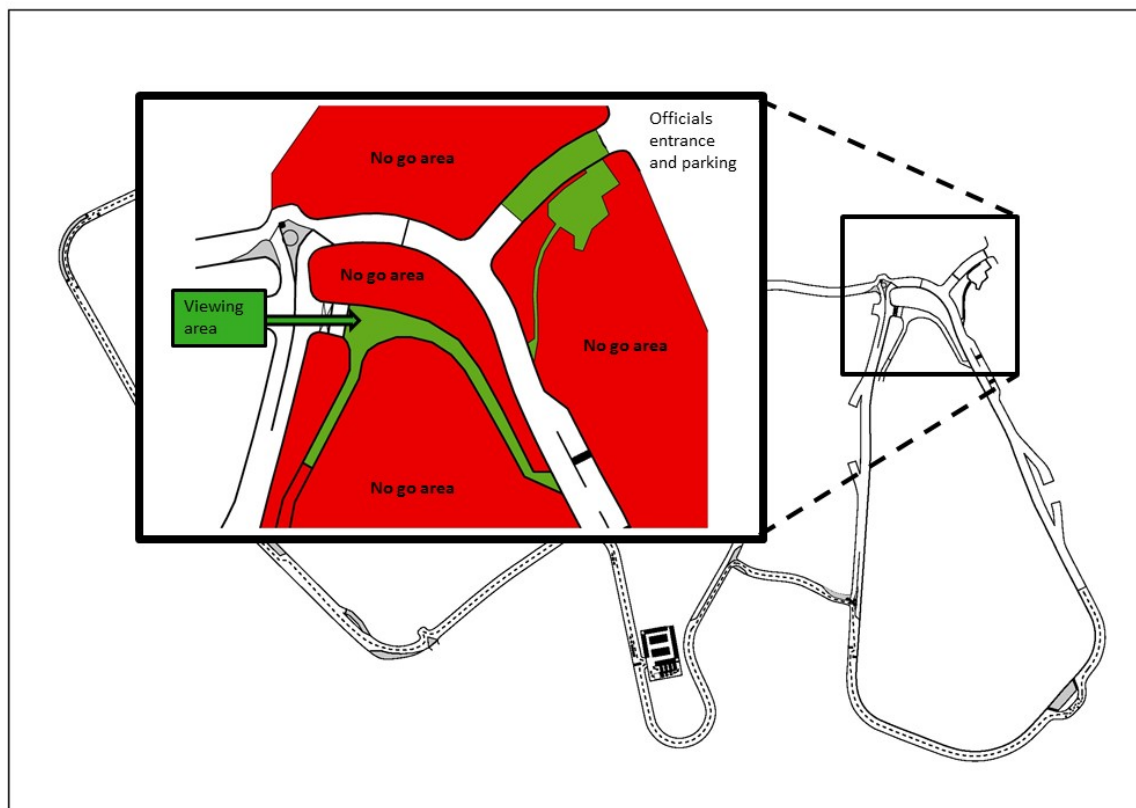 Officials
entrance
and parking
No go area
No go area
Viewing
area
No go area
No go area